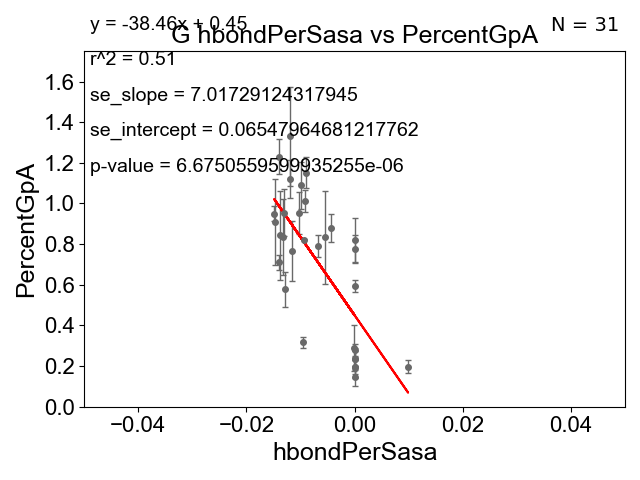 y = -38.46x + 0.45
N = 31
G hbondPerSasa vs PercentGpA
r^2 = 0.51
se_slope = 7.01729124317945
se_intercept = 0.06547964681217762
p-value = 6.6750559599935255e-06
PercentGpA
1.6
1.4
1.2
1.0
0.8
0.6
0.4
0.2
0.0
−0.04 −0.02 0.00 0.02 0.04
hbondPerSasa